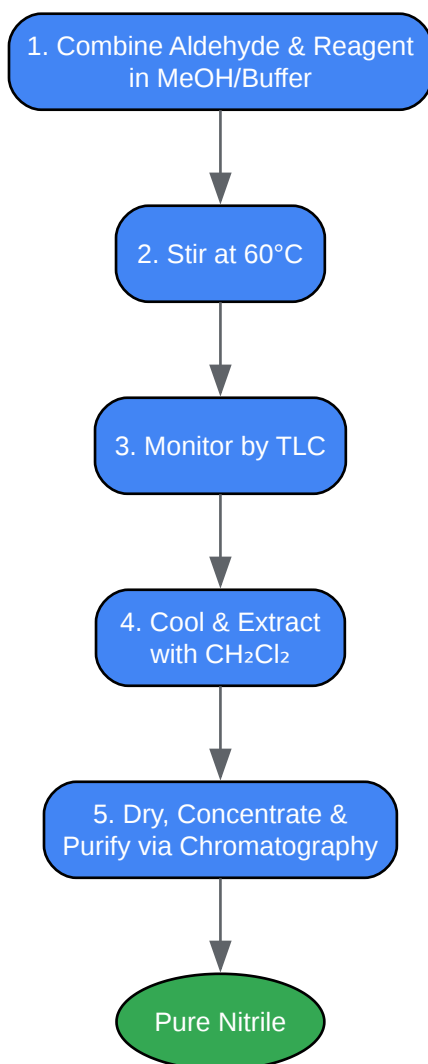 1. Combine Aldehyde & Reagent
in MeOH/Buffer
2. Stir at 60°C
3. Monitor by TLC
4. Cool & Extract
with CH₂Cl₂
5. Dry, Concentrate &
Purify via Chromatography
Pure Nitrile